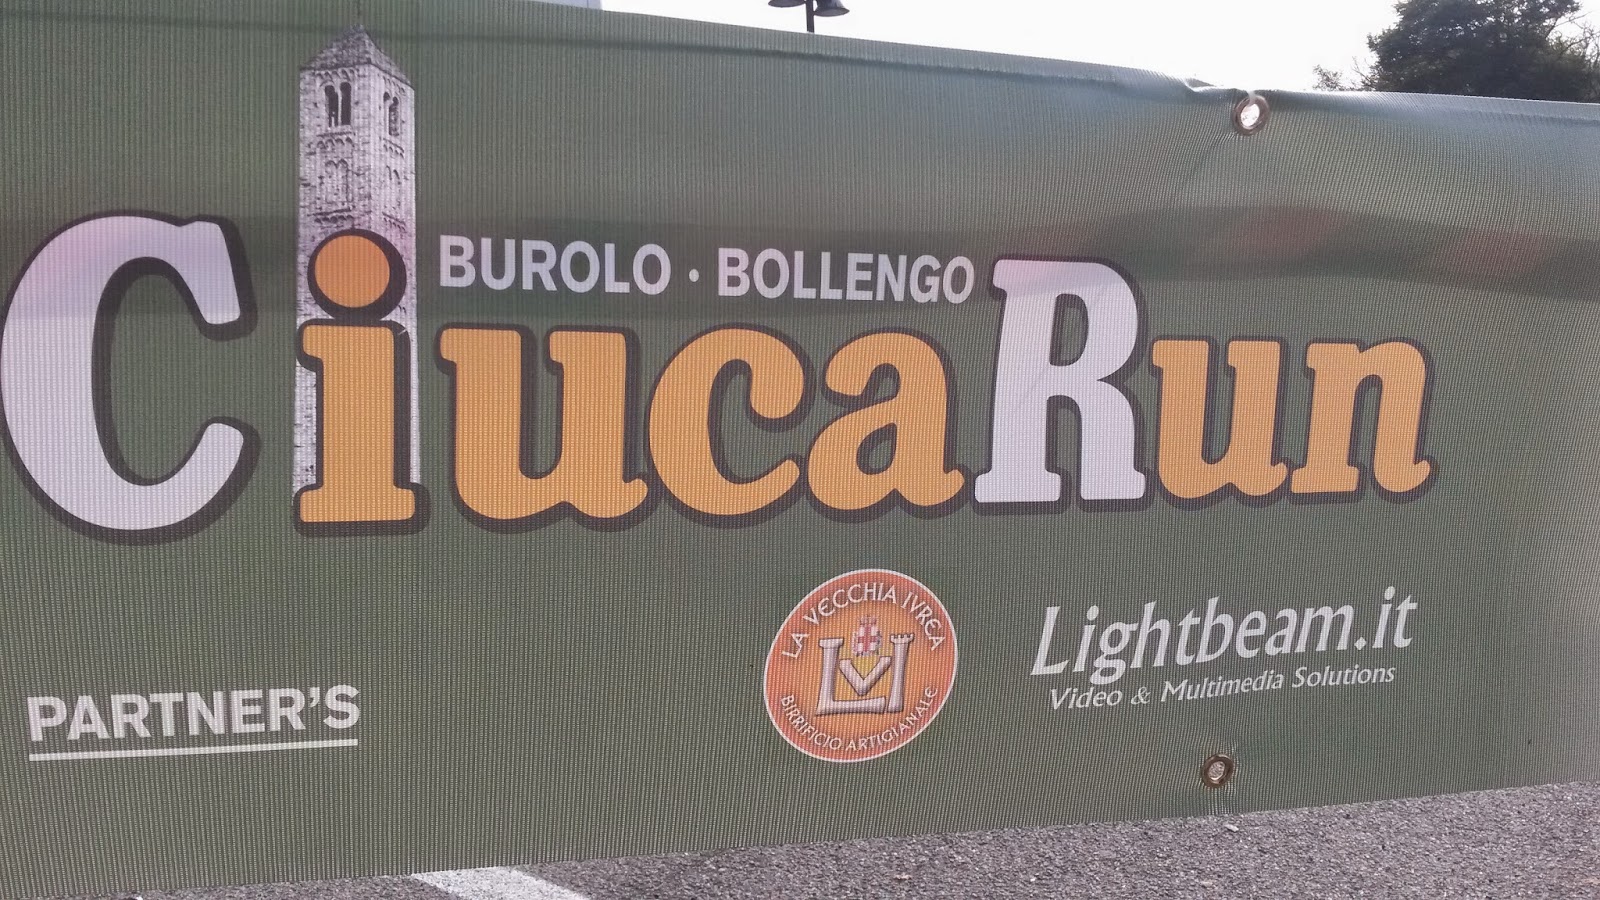 BUROLO · BOLLENGO
CiucaRun
PARTNER'S
LA VECCHIA IVREA
LVI
BIRRIFICIO ARTIGIANALE
Lightbeam.it
Video & Multimedia Solutions